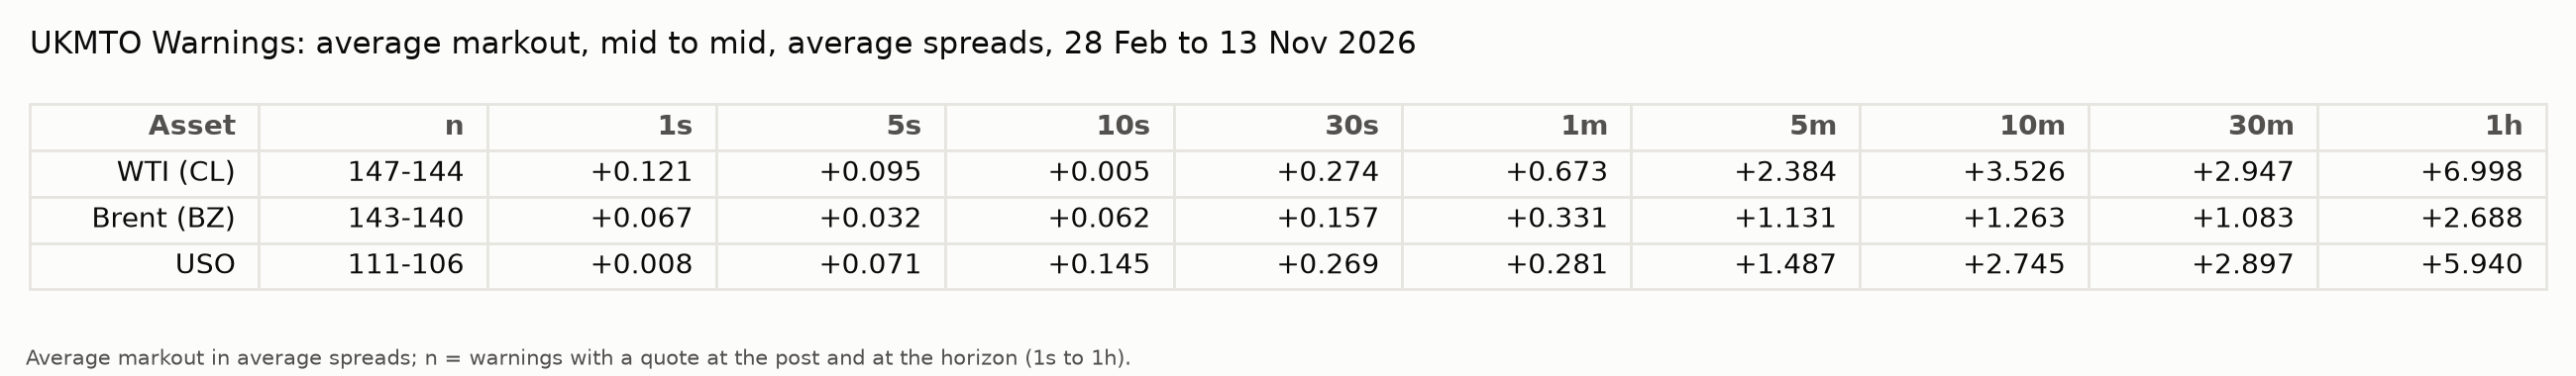 UKMTO Warnings: average markout, mid to mid, average spreads, 28 Feb to 13 Nov 2026
Asset n 1s 5s 10s 30s 1m 5m 10m 30m 1h
WTI (CL) 147-144 +0.121 +0.095 +0.005 +0.274 +0.673 +2.384 +3.526 +2.947 +6.998
Brent (BZ) 143-140 +0.067 +0.032 +0.062 +0.157 +0.331 +1.131 +1.263 +1.083 +2.688
USO 111-106 +0.008 +0.071 +0.145 +0.269 +0.281 +1.487 +2.745 +2.897 +5.940
Average markout in average spreads; n = warnings with a quote at the post and at the horizon (1s to 1h).